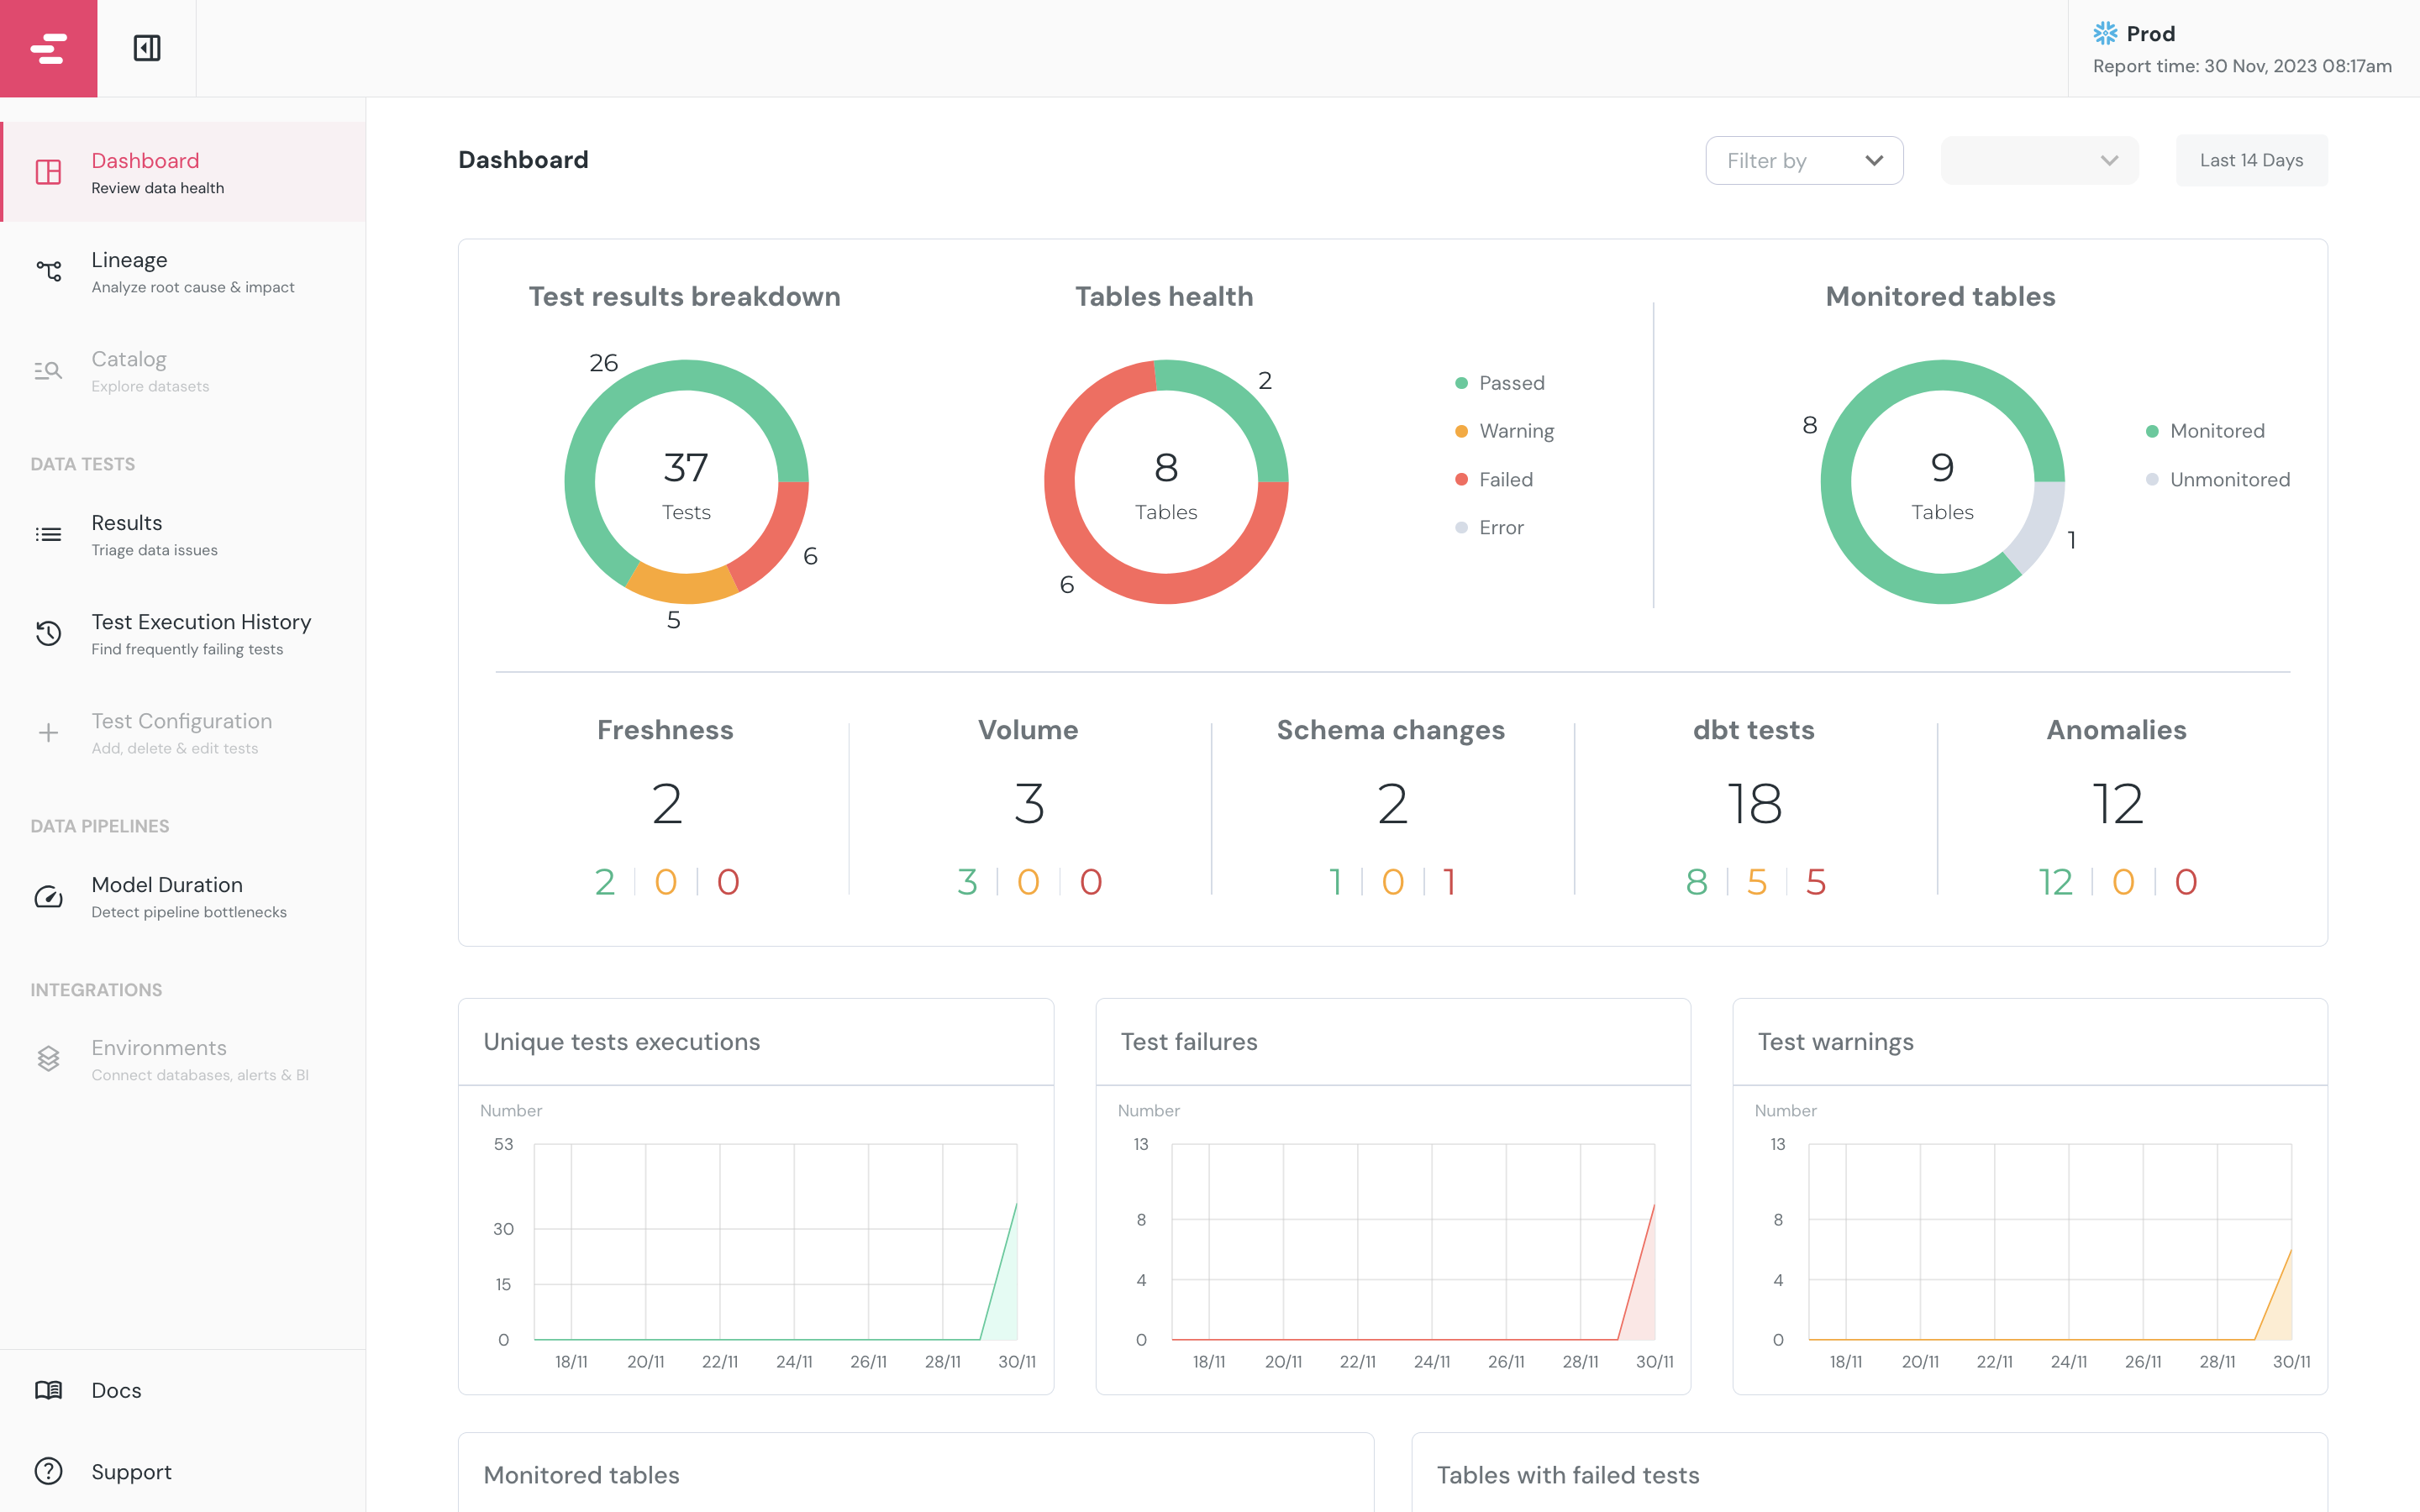 Prod
Report time: 30 Nov, 2023 08:17am
Dashboard
Review data health
Lineage
Analyze root cause & impact
Catalog
Explore datasets
DATA TESTS
Results
Triage data issues
Test Execution History
Find frequently failing tests
Test Configuration
Add, delete & edit tests
DATA PIPELINES
Model Duration
Detect pipeline bottlenecks
INTEGRATIONS
Environments
Connect databases, alerts & BI
Docs
Support
Dashboard
Filter by
Last 14 Days
Test results breakdown
26
37
Tests
6
5
Tables health
2
8
Tables
6
Passed
Warning
Failed
Error
Monitored tables
8
9
Tables
1
Monitored
Unmonitored
Freshness
2
2 0 0
Volume
3
3 0 0
Schema changes
2
1 0 1
dbt tests
18
8 5 5
Anomalies
12
12 0 0
Unique tests executions
Number
53
30
15
0
18/11 20/11 22/11 24/11 26/11 28/11 30/11
Test failures
Number
13
8
4
0
18/11 20/11 22/11 24/11 26/11 28/11 30/11
Test warnings
Number
13
8
4
0
18/11 20/11 22/11 24/11 26/11 28/11 30/11
Monitored tables
Tables with failed tests